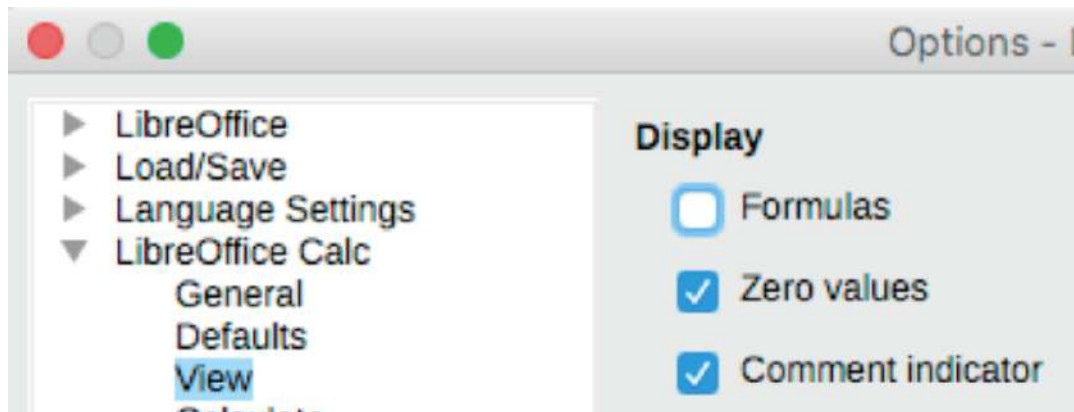 Options -
LibreOffice
Load/Save
Language Settings
LibreOffice Calc
General
Defaults
View
Display
Formulas
Zero values
Comment indicator